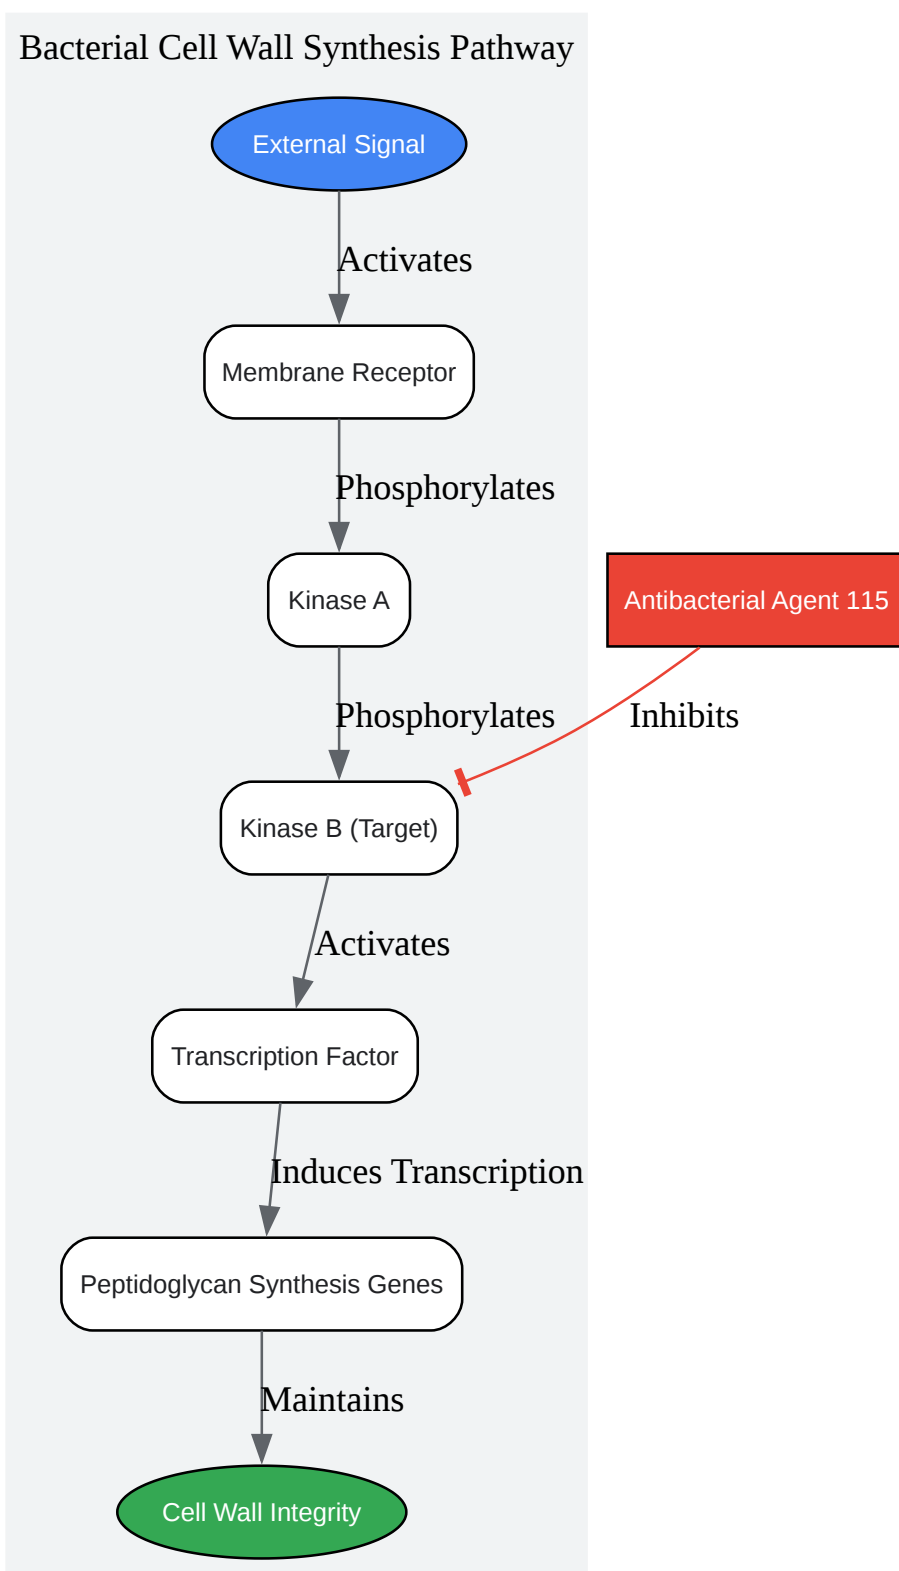 Bacterial Cell Wall Synthesis Pathway
External Signal
Activates
Membrane Receptor
Phosphorylates
Kinase A
Antibacterial Agent 115
Phosphorylates
Inhibits
Kinase B (Target)
Activates
Transcription Factor
Induces Transcription
Peptidoglycan Synthesis Genes
Maintains
Cell Wall Integrity